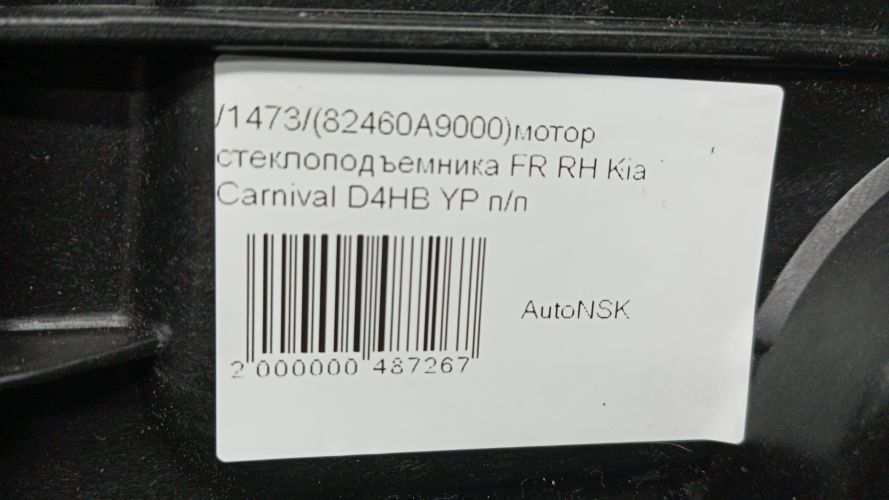 /1473/(82460A9000)мотор
стеклоподъемника FR RH Kia
Carnival D4HB YP п/п
AutoNSK
2 000000 487267